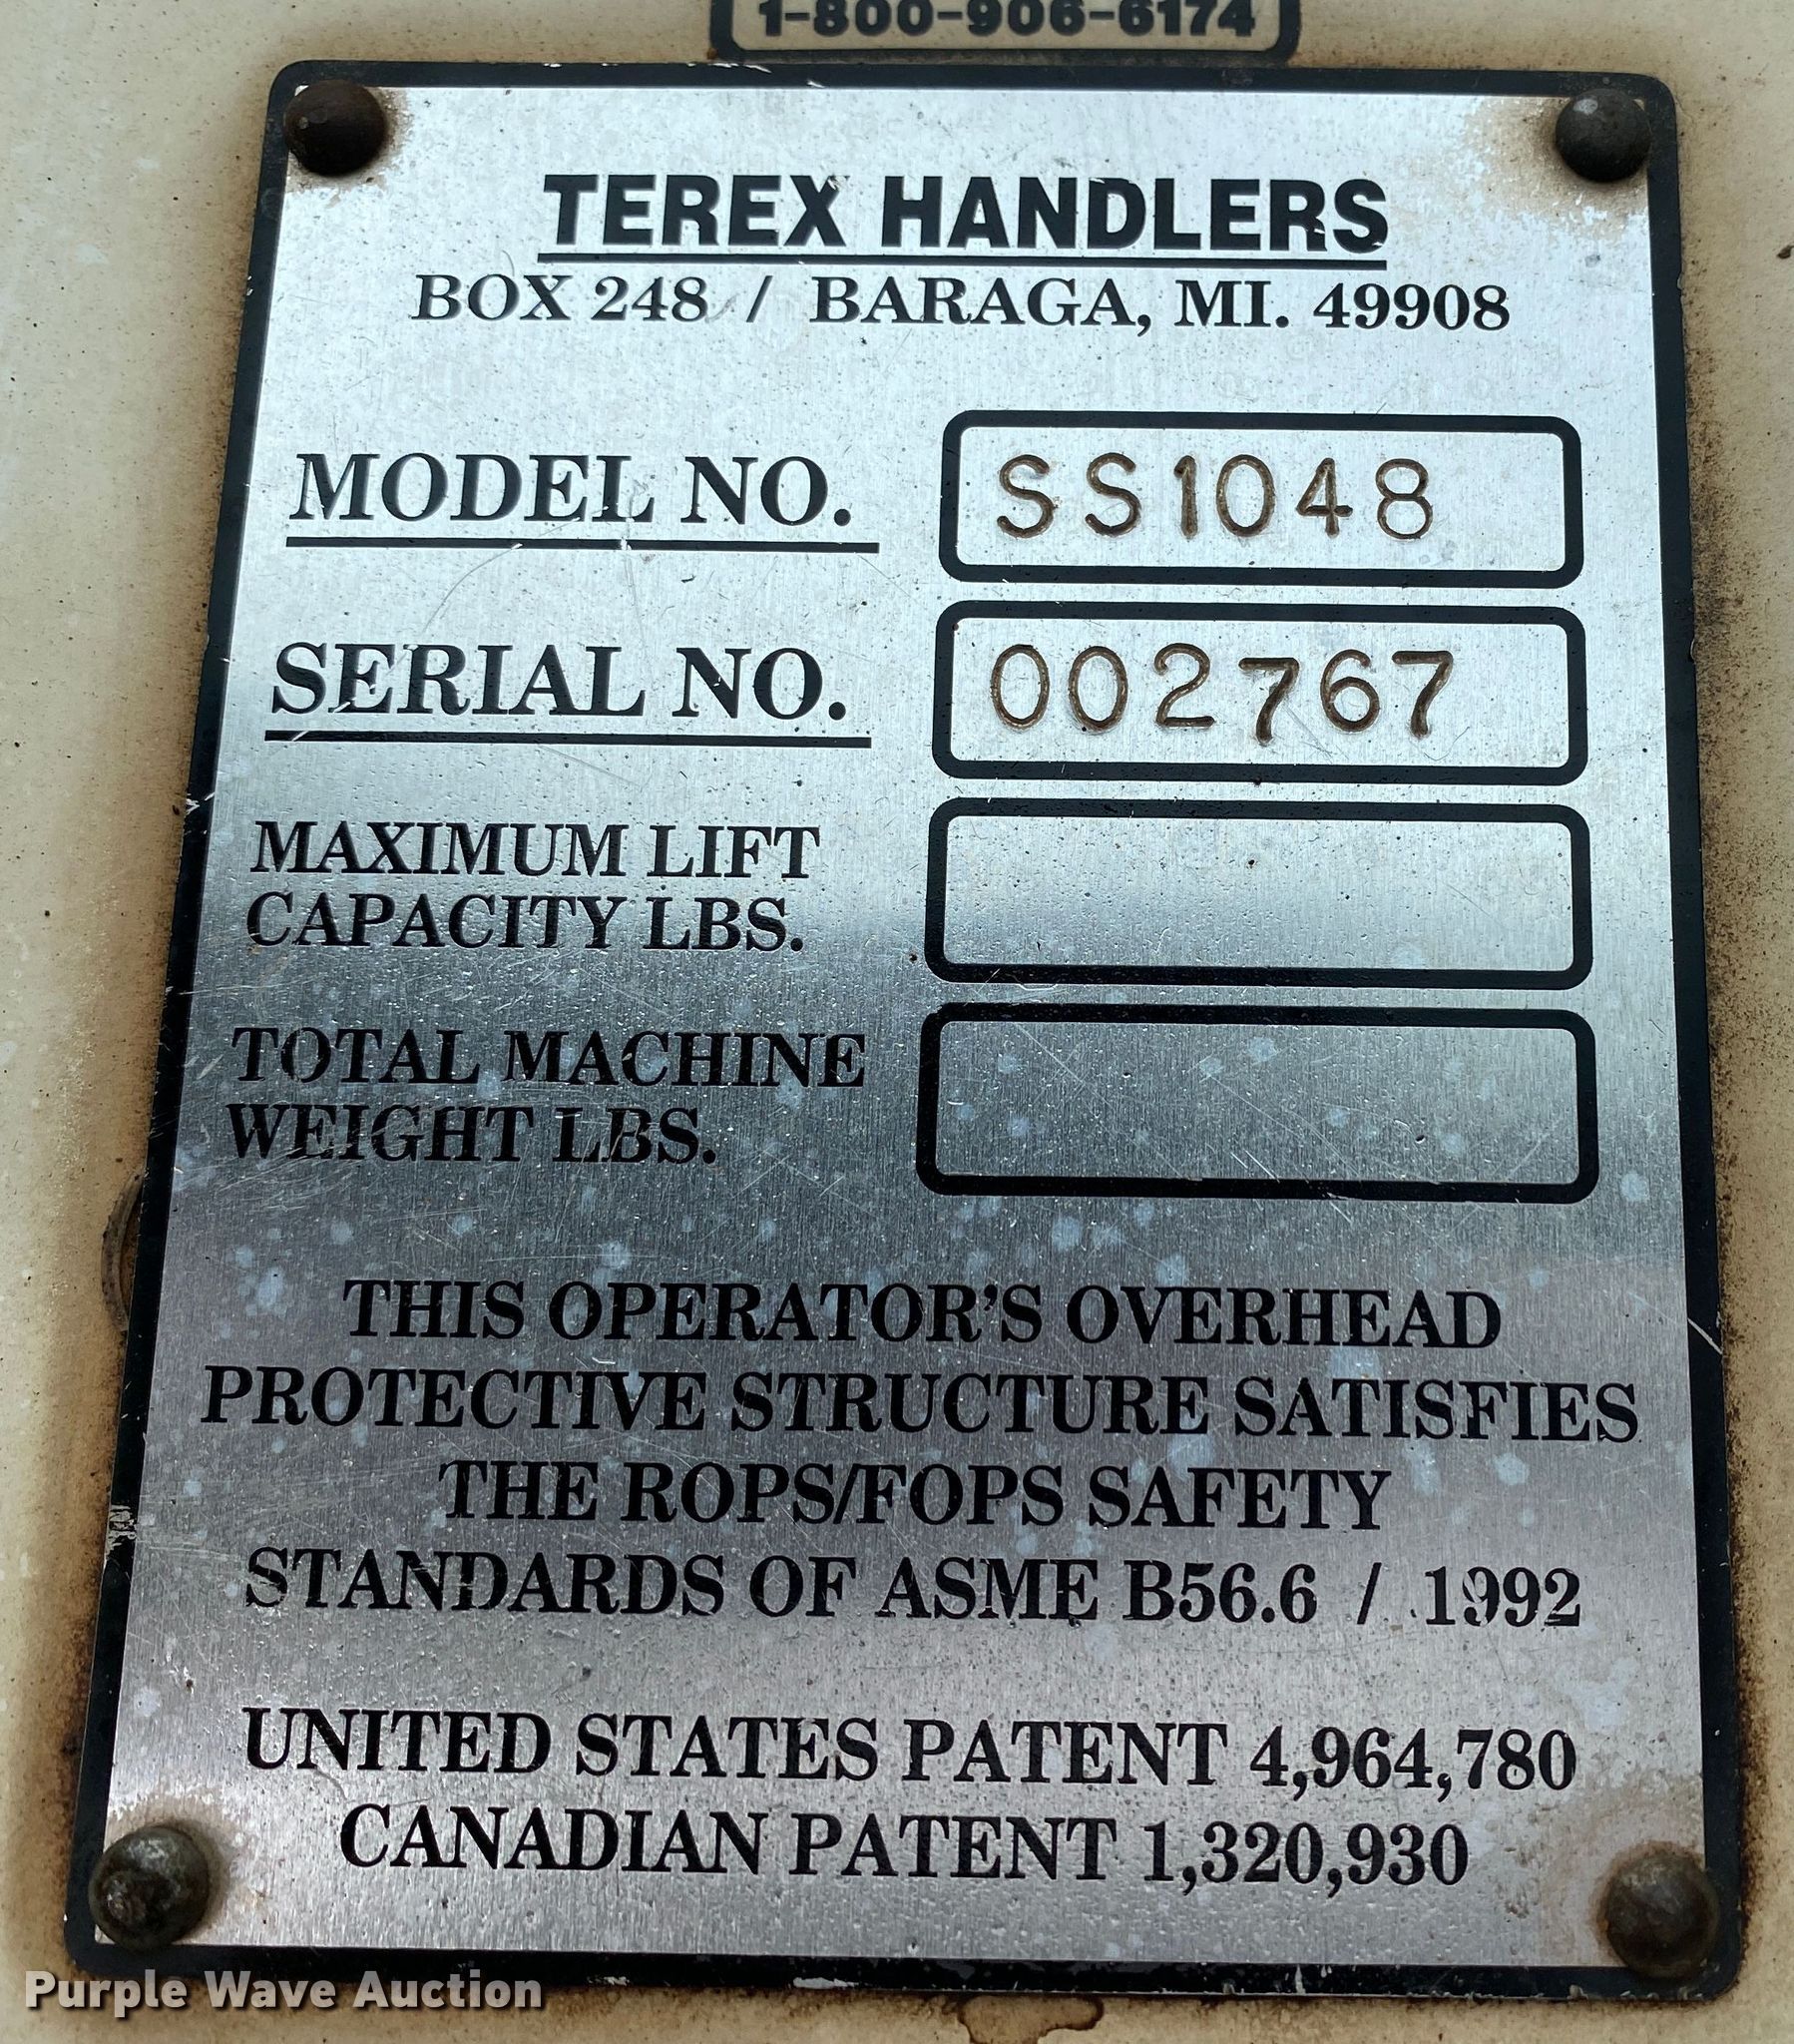 1-800-906-6174
TEREX HANDLERS
BOX 248 / BARAGA, MI. 49908
MODEL NO. SS1048
SERIAL NO. 002767
MAXIMUM LIFT
CAPACITY LBS.
TOTAL MACHINE
WEIGHT LBS.
THIS OPERATOR'S OVERHEAD
PROTECTIVE STRUCTURE SATISFIES
THE ROPS/FOPS SAFETY
STANDARDS OF ASME B56.6 / 1992
UNITED STATES PATENT 4,964,780
CANADIAN PATENT 1,320,930
Purple Wave Auction